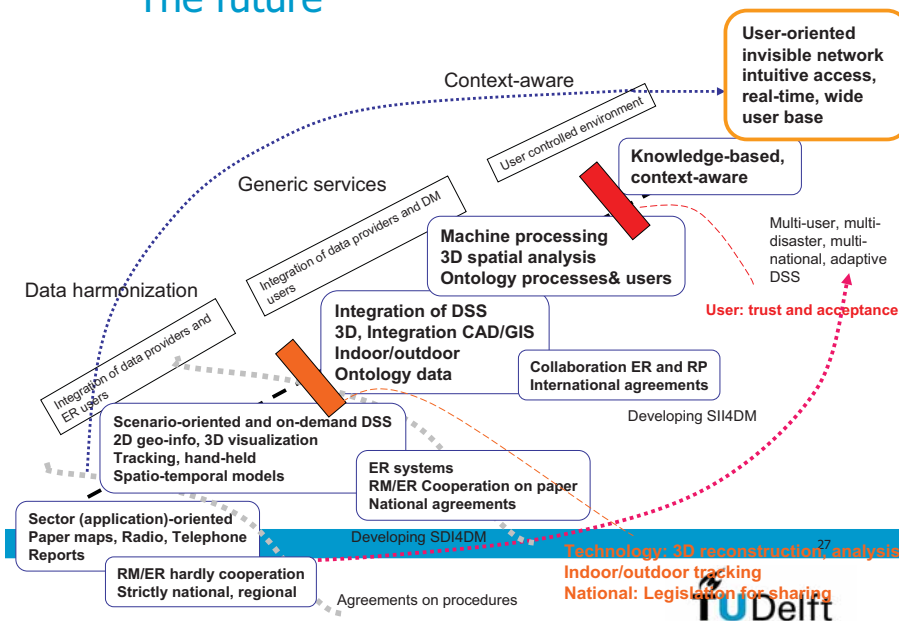 The future
User-oriented
invisible network
intuitive access,
real-time, wide
user base
Context-aware
User controlled environment
Knowledge-based,
context-aware
Generic services
Integration of data providers and DM
users
Machine processing
3D spatial analysis
Ontology processes& users
Multi-user, multi-
disaster, multi-
national, adaptive
DSS
User: trust and acceptance
Data harmonization
Integration of data providers and
ER users
Integration of DSS
3D, Integration CAD/GIS
Indoor/outdoor
Ontology data
Collaboration ER and RP
International agreements
Developing SII4DM
Scenario-oriented and on-demand DSS
2D geo-info, 3D visualization
Tracking, hand-held
Spatio-temporal models
ER systems
RM/ER Cooperation on paper
National agreements
Sector (application)-oriented
Paper maps, Radio, Telephone
Reports
Developing SDI4DM
RM/ER hardly cooperation
Strictly national, regional
Agreements on procedures
27
Technology: 3D reconstruction, analysis
Indoor/outdoor tracking
National: Legislation for sharing
TUDelft